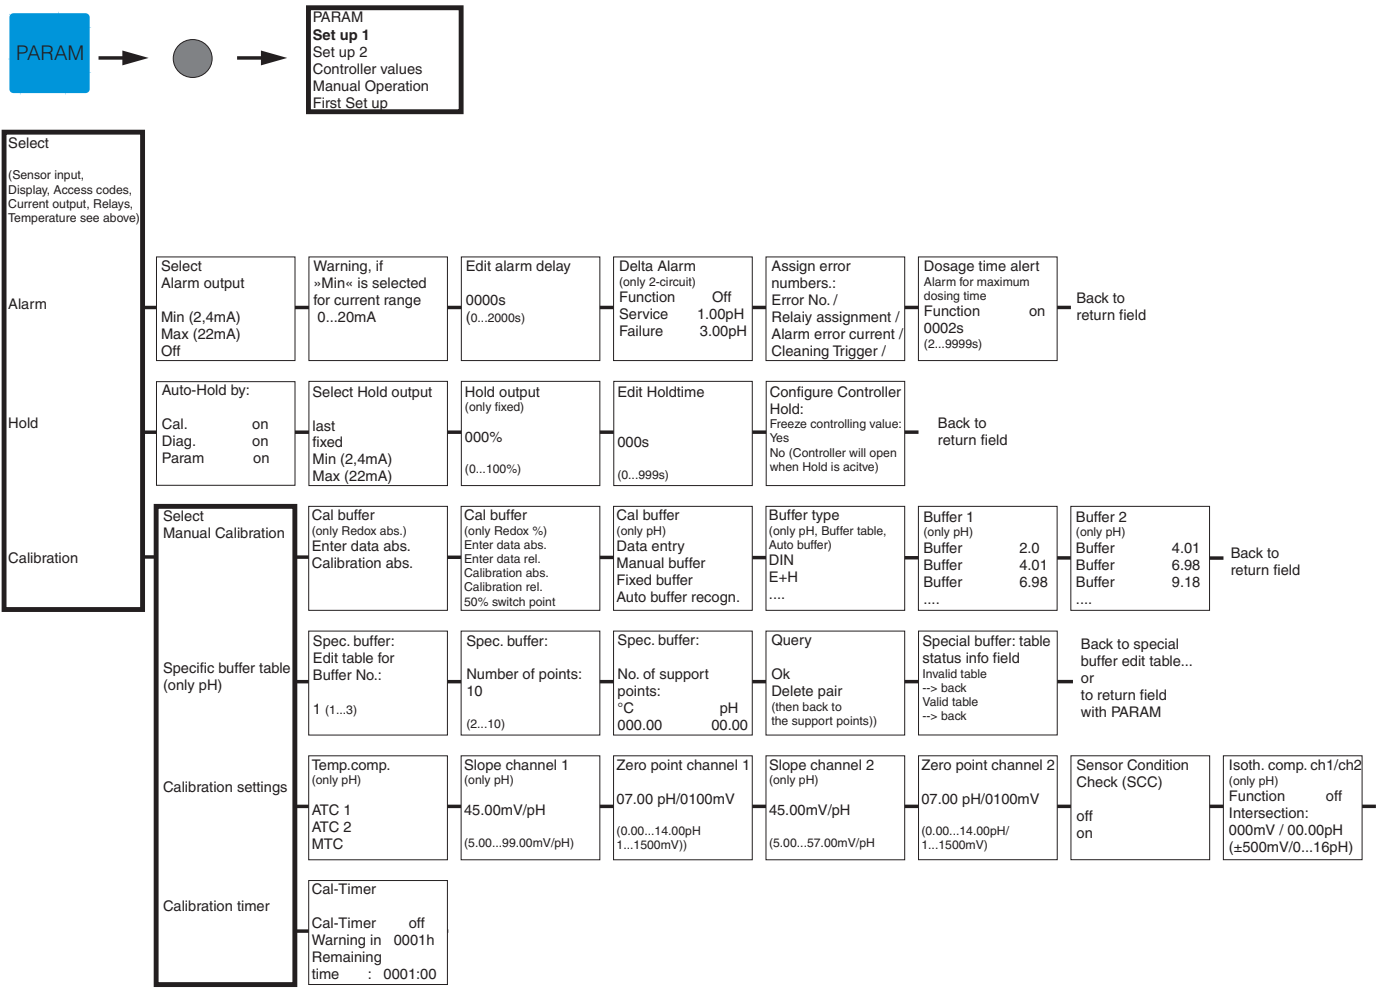 PARAM
PARAM
Set up 1
Set up 2
Controller values
Manual Operation
First Set up
Select
(Sensor input,
Display, Access codes,
Current output, Relays,
Temperature see above)
Alarm
Select
Alarm output
Min (2,4mA)
Max (22mA)
Off
Warning, if
»Min« is selected
for current range
0...20mA
Edit alarm delay
0000s
(0...2000s)
Delta Alarm
(only 2-circuit)
Function Off
Service 1.00pH
Failure 3.00pH
Assign error
numbers.:
Error No. /
Relaiy assignment /
Alarm error current /
Cleaning Trigger /
Dosage time alert
Alarm for maximum
dosing time
Function on
0002s
(2...9999s)
Back to
return field
Hold
Auto-Hold by:
Cal. on
Diag. on
Param on
Select Hold output
last
fixed
Min (2,4mA)
Max (22mA)
Hold output
(only fixed)
000%
(0...100%)
Edit Holdtime
000s
(0...999s)
Configure Controller
Hold:
Freeze controlling value:
Yes
No (Controller will open
when Hold is acitve)
Back to
return field
Calibration
Select
Manual Calibration
Cal buffer
(only Redox abs.)
Enter data abs.
Calibration abs.
Cal buffer
(only Redox %)
Enter data abs.
Enter data rel.
Calibration abs.
Calibration rel.
50% switch point
Cal buffer
(only pH)
Data entry
Manual buffer
Fixed buffer
Auto buffer recogn.
Buffer type
(only pH, Buffer table,
Auto buffer)
DIN
E+H
....
Buffer 1
(only pH)
Buffer 2.0
Buffer 4.01
Buffer 6.98
....
Buffer 2
(only pH)
Buffer 4.01
Buffer 6.98
Buffer 9.18
....
Back to
return field
Specific buffer table
(only pH)
Spec. buffer:
Edit table for
Buffer No.:
1 (1...3)
Spec. buffer:
Number of points:
10
(2...10)
Spec. buffer:
No. of support
points:
°C pH
000.00 00.00
Query
Ok
Delete pair
(then back to
the support points))
Special buffer: table
status info field
Invalid table
--> back
Valid table
--> back
Back to special
buffer edit table...
or
to return field
with PARAM
Calibration settings
Temp.comp.
(only pH)
ATC 1
ATC 2
MTC
Slope channel 1
(only pH)
45.00mV/pH
(5.00...99.00mV/pH)
Zero point channel 1
07.00 pH/0100mV
(0.00...14.00pH
1...1500mV))
Slope channel 2
(only pH)
45.00mV/pH
(5.00...57.00mV/pH
Zero point channel 2
07.00 pH/0100mV
(0.00...14.00pH/
1...1500mV)
Sensor Condition
Check (SCC)
off
on
Isoth. comp. ch1/ch2
(only pH)
Function off
Intersection:
000mV / 00.00pH
(±500mV/0...16pH)
Calibration timer
Cal-Timer
Cal-Timer off
Warning in 0001h
Remaining
time : 0001:00